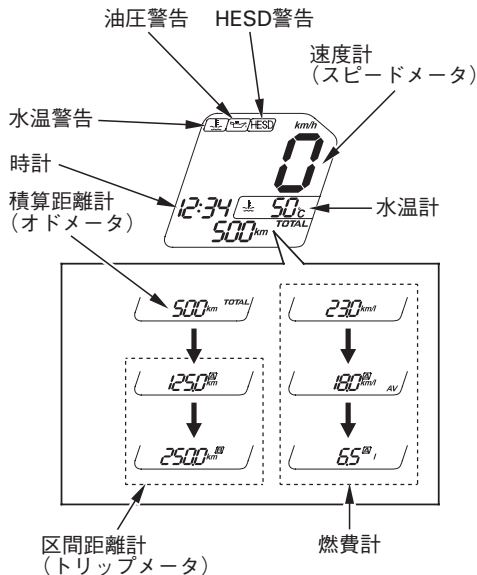 油圧警告 HESD警告
速度計
(スピードメータ)
水温警告
HESD
km/h
0
時計
積算距離計
(オドメータ)
12:34
50℃
水温計
TOTAL
500km
500km TOTAL
23.0km/l
125.0km A
18.0km/l A AV
250.0km B
6.5 A l
区間距離計
(トリップメータ)
燃費計